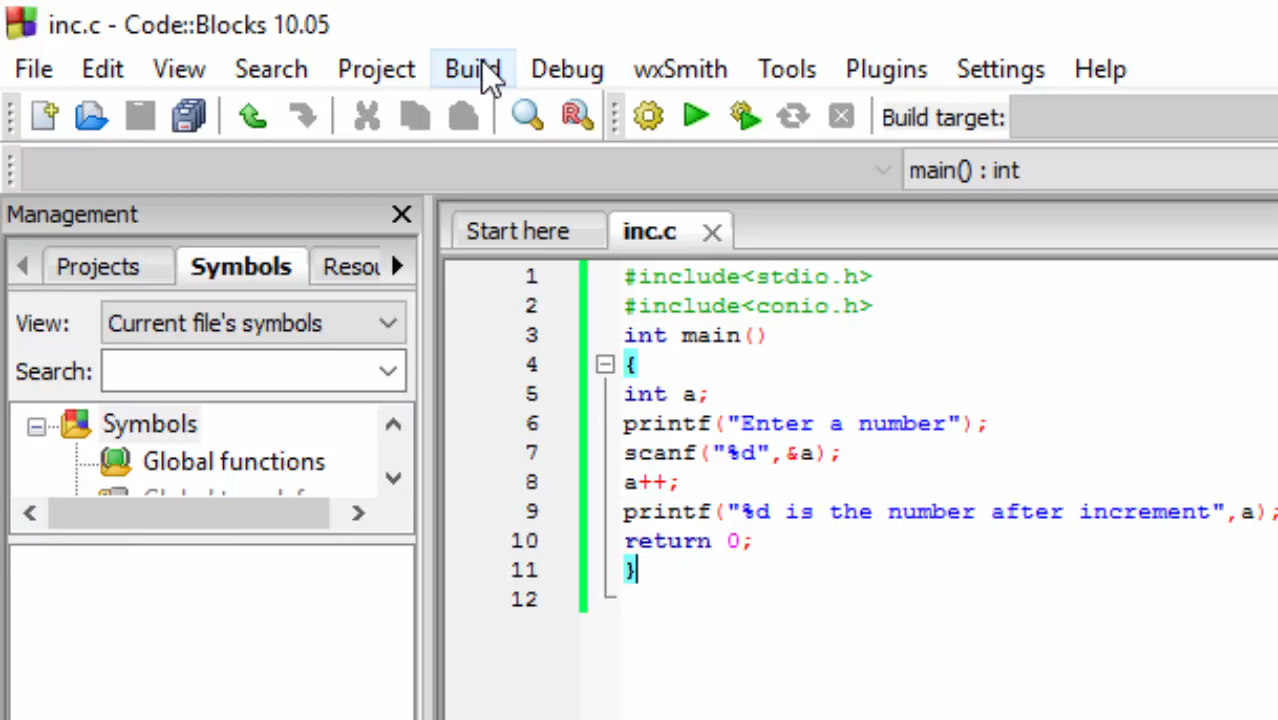 inc.c - Code::Blocks 10.05
File Edit View Search Project Build Debug wxSmith Tools Plugins Settings Help
Build target:
main() : int
Management
Projects Symbols
View: Current file's symbols
Search:
Symbols
Global functions
Start here inc.c
1 #include<stdio.h>
2 #include<conio.h>
3 int main()
4 {
5 int a;
6 printf("Enter a number");
7 scanf("%d",&a);
8 a++;
9 printf("%d is the number after increment",a);
10 return 0;
11 }
12